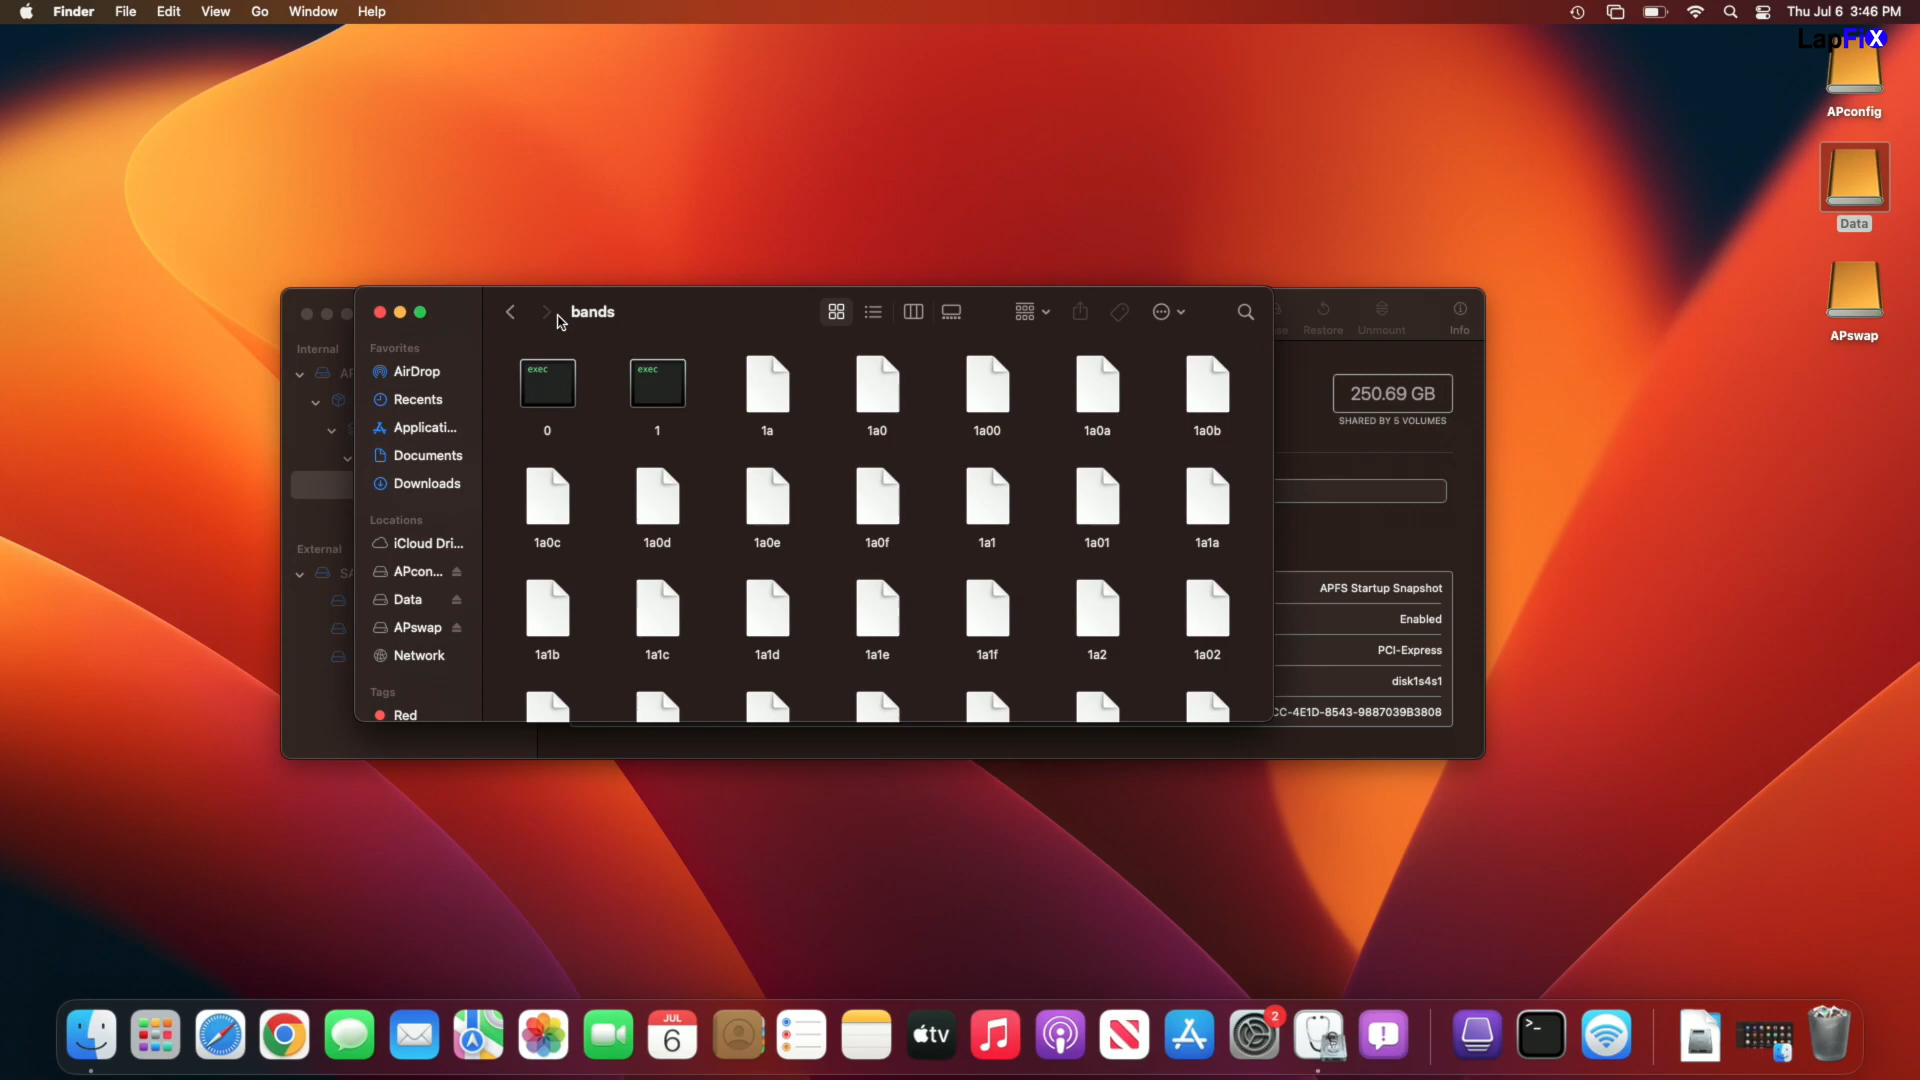 Finder File Edit View Go Window Help
Thu Jul 6 3:46 PM
LapFiX
APconfig
Data
APswap
bands
Restore
Unmount
Info
Internal
External
Favorites
AirDrop
Recents
Applicati...
Documents
Downloads
Locations
iCloud Dri...
APcon...
Data
APswap
Network
Tags
Red
exec
exec
0 1 1a 1a0 1a00 1a0a 1a0b
1a0c 1a0d 1a0e 1a0f 1a1 1a01 1a1a
1a1b 1a1c 1a1d 1a1e 1a1f 1a2 1a02
250.69 GB
SHARED BY 5 VOLUMES
APFS Startup Snapshot
Enabled
PCI-Express
disk1s4s1
CC-4E1D-8543-9887039B3808
JUL
6
tv
2